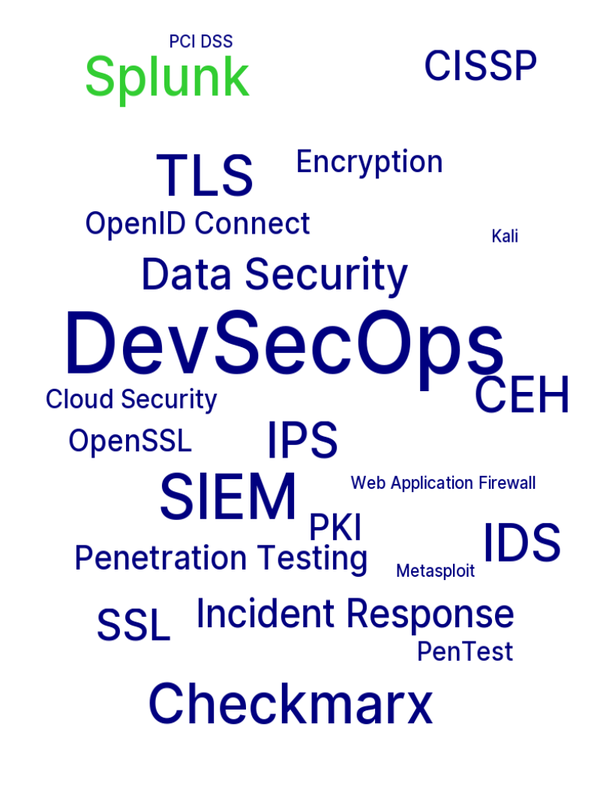 PCI DSS
Splunk
CISSP
TLS
Encryption
OpenID Connect
Kali
Data Security
DevSecOps
CEH
Cloud Security
OpenSSL
IPS
SIEM
Web Application Firewall
PKI
IDS
Penetration Testing
Metasploit
SSL
Incident Response
PenTest
Checkmarx